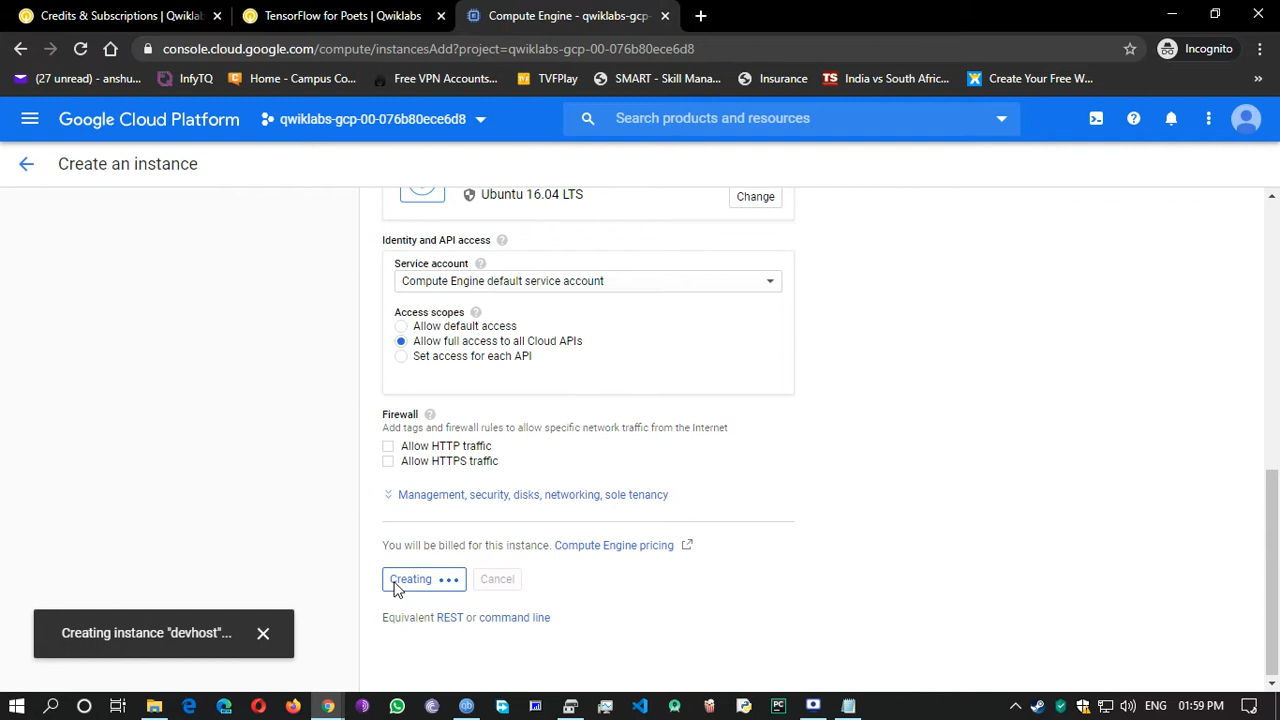 Credits & Subscriptions | Qwiklab
TensorFlow for Poets | Qwiklabs
Compute Engine - qwiklabs-gcp-
console.cloud.google.com/compute/instancesAdd?project=qwiklabs-gcp-00-076b80ece6d8
Incognito
(27 unread) - anshu...
InfyTQ
Home - Campus Co...
Free VPN Accounts...
TVFPlay
SMART - Skill Mana...
Insurance
TS India vs South Afric...
Create Your Free W...
Google Cloud Platform
qwiklabs-gcp-00-076b80ece6d8
Search products and resources
Create an instance
Ubuntu 16.04 LTS
Change
Identity and API access
Service account
Compute Engine default service account
Access scopes
Allow default access
Allow full access to all Cloud APIs
Set access for each API
Firewall
Add tags and firewall rules to allow specific network traffic from the Internet
Allow HTTP traffic
Allow HTTPS traffic
Management, security, disks, networking, sole tenancy
You will be billed for this instance. Compute Engine pricing
Creating
Cancel
Equivalent REST or command line
Creating instance "devhost"...
ENG
01:59 PM